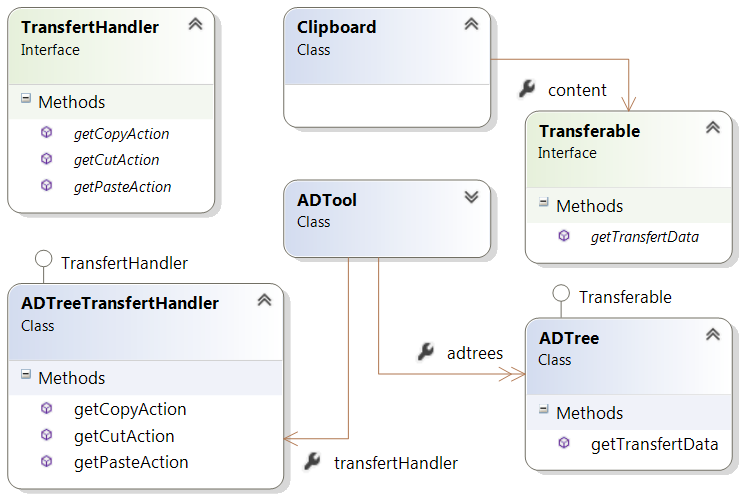 TransfertHandler
Interface
Methods
getCopyAction
getCutAction
getPasteAction
Clipboard
Class
content
Transferable
Interface
Methods
getTransfertData
ADTool
Class
TransfertHandler
ADTreeTransfertHandler
Class
Methods
getCopyAction
getCutAction
getPasteAction
adtrees
transfertHandler
Transferable
ADTree
Class
Methods
getTransfertData